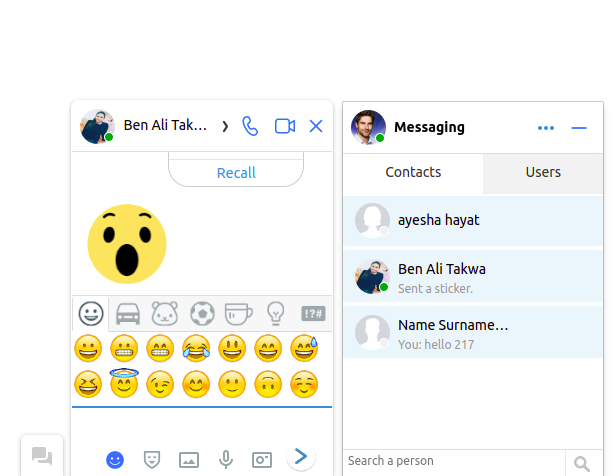 Ben Ali Tak...
Recall
!?#
Messaging
Contacts
Users
ayesha hayat
Ben Ali Takwa
Sent a sticker.
Name Surname...
You: hello 217
Search a person